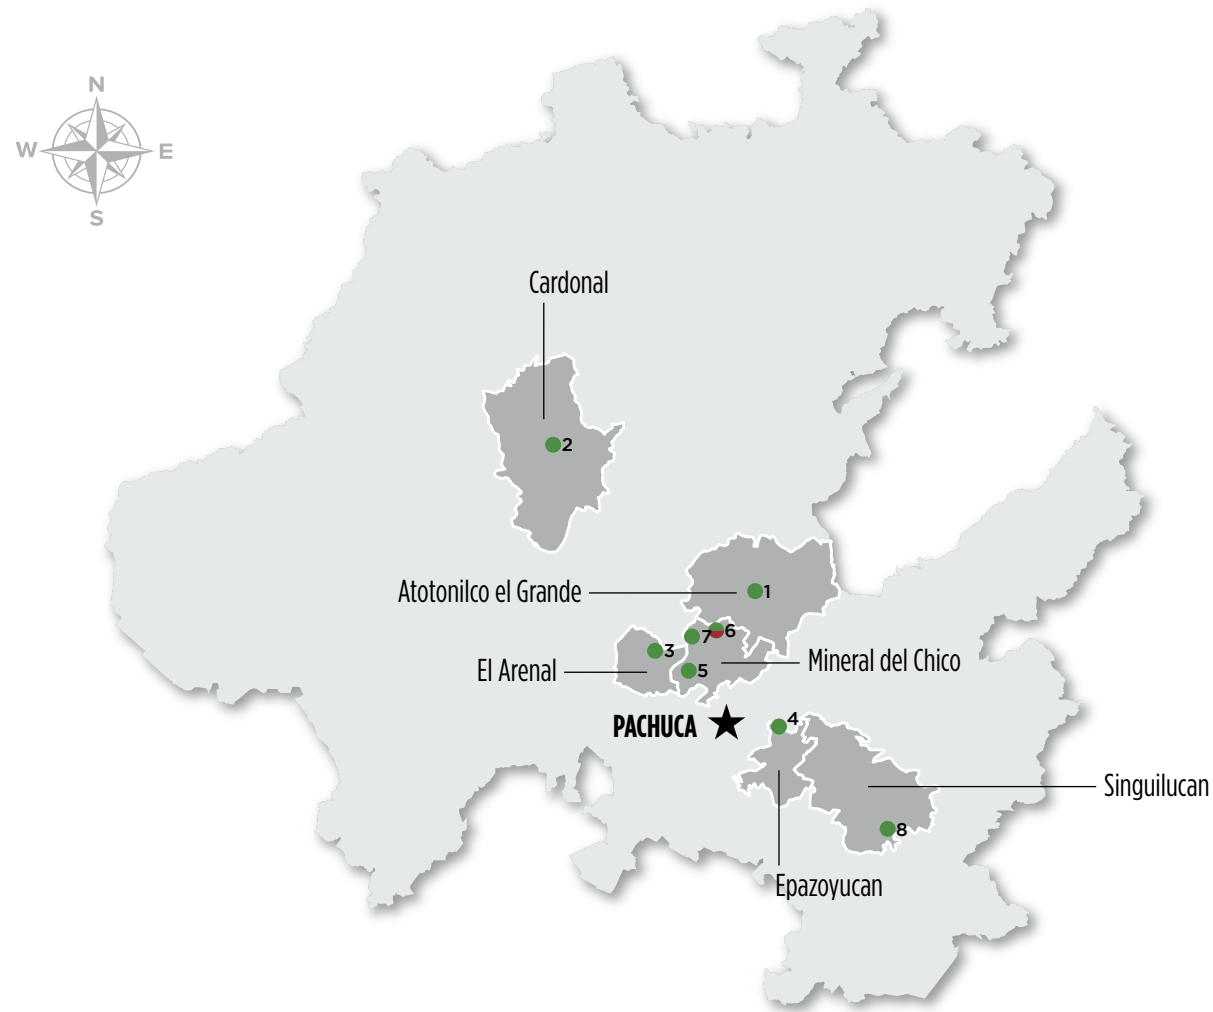 N
W
E
S
Cardonal
2
Atotonilco el Grande
1
7
6
3
El Arenal
5
Mineral del Chico
PACHUCA
4
Singuilucan
8
Epazoyucan